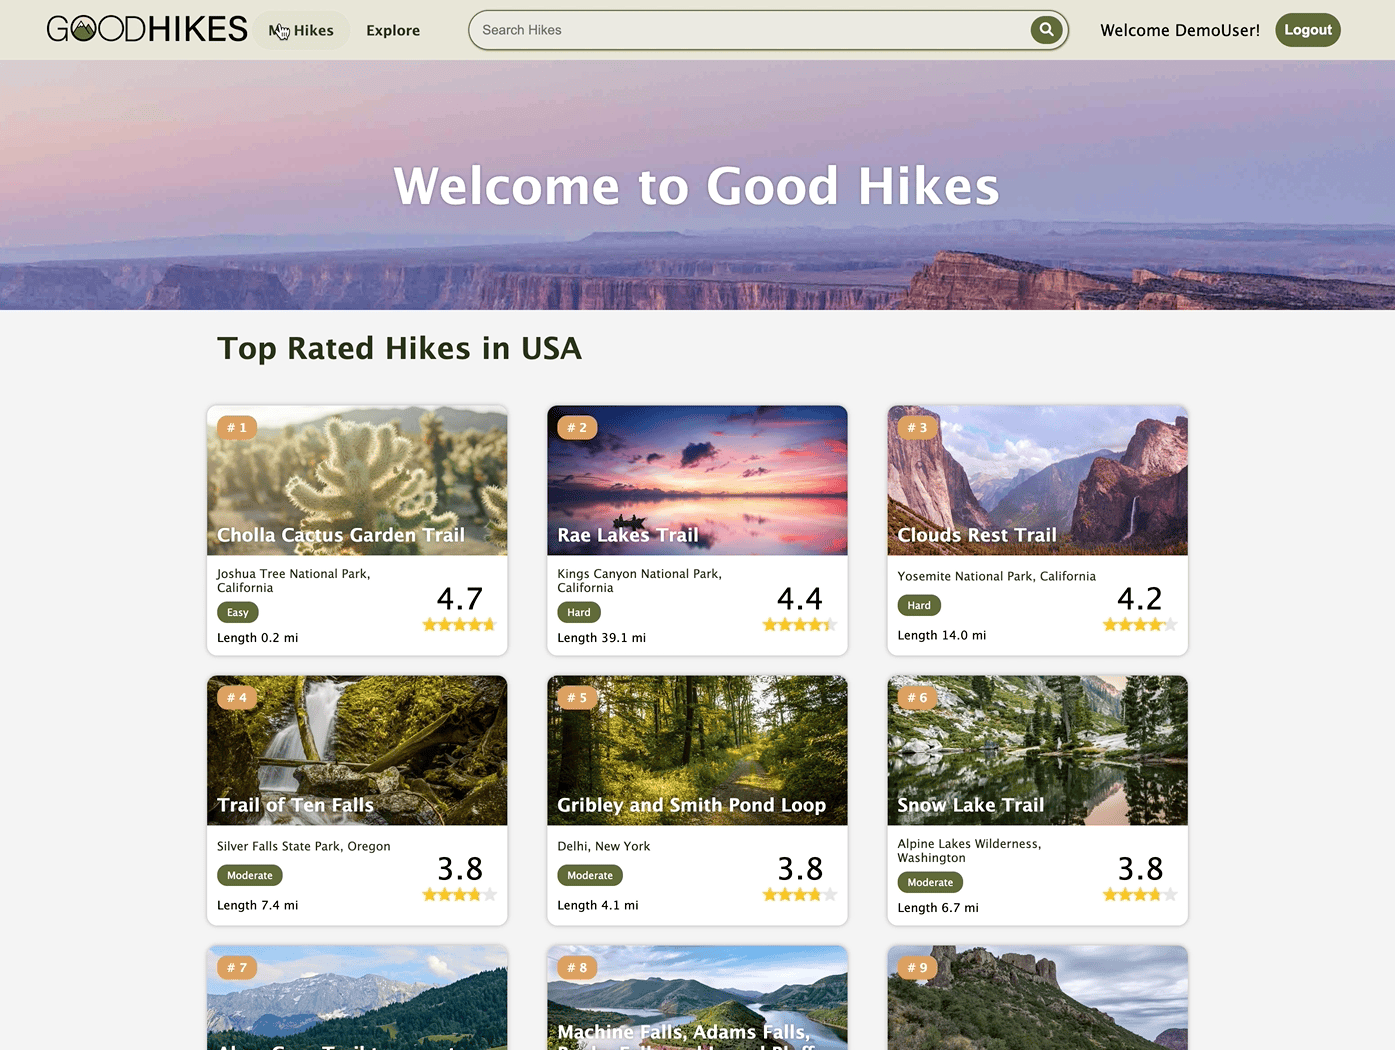 GOODHIKES
My Hikes
Explore
Search Hikes
Welcome DemoUser!
Logout
Welcome to Good Hikes
Top Rated Hikes in USA
# 1
Cholla Cactus Garden Trail
Joshua Tree National Park,
California
4.7
Easy
Length 0.2 mi
# 2
Rae Lakes Trail
Kings Canyon National Park,
California
4.4
Hard
Length 39.1 mi
# 3
Clouds Rest Trail
Yosemite National Park, California
4.2
Hard
Length 14.0 mi
# 4
Trail of Ten Falls
Silver Falls State Park, Oregon
3.8
Moderate
Length 7.4 mi
# 5
Gribley and Smith Pond Loop
Delhi, New York
3.8
Moderate
Length 4.1 mi
# 6
Snow Lake Trail
Alpine Lakes Wilderness,
Washington
3.8
Moderate
Length 6.7 mi
# 7
# 8
Machine Falls, Adams Falls,
# 9